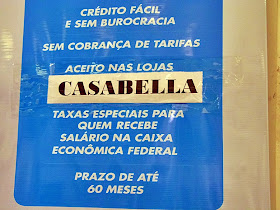 CRÉDITO FÁCIL
E SEM BUROCRACIA
SEM COBRANÇA DE TARIFAS
ACEITO NAS LOJAS
CASABELLA
TAXAS ESPECIAIS PARA
QUEM RECEBE
SALÁRIO NA CAIXA
ECONÔMICA FEDERAL
PRAZO DE ATÉ
60 MESES